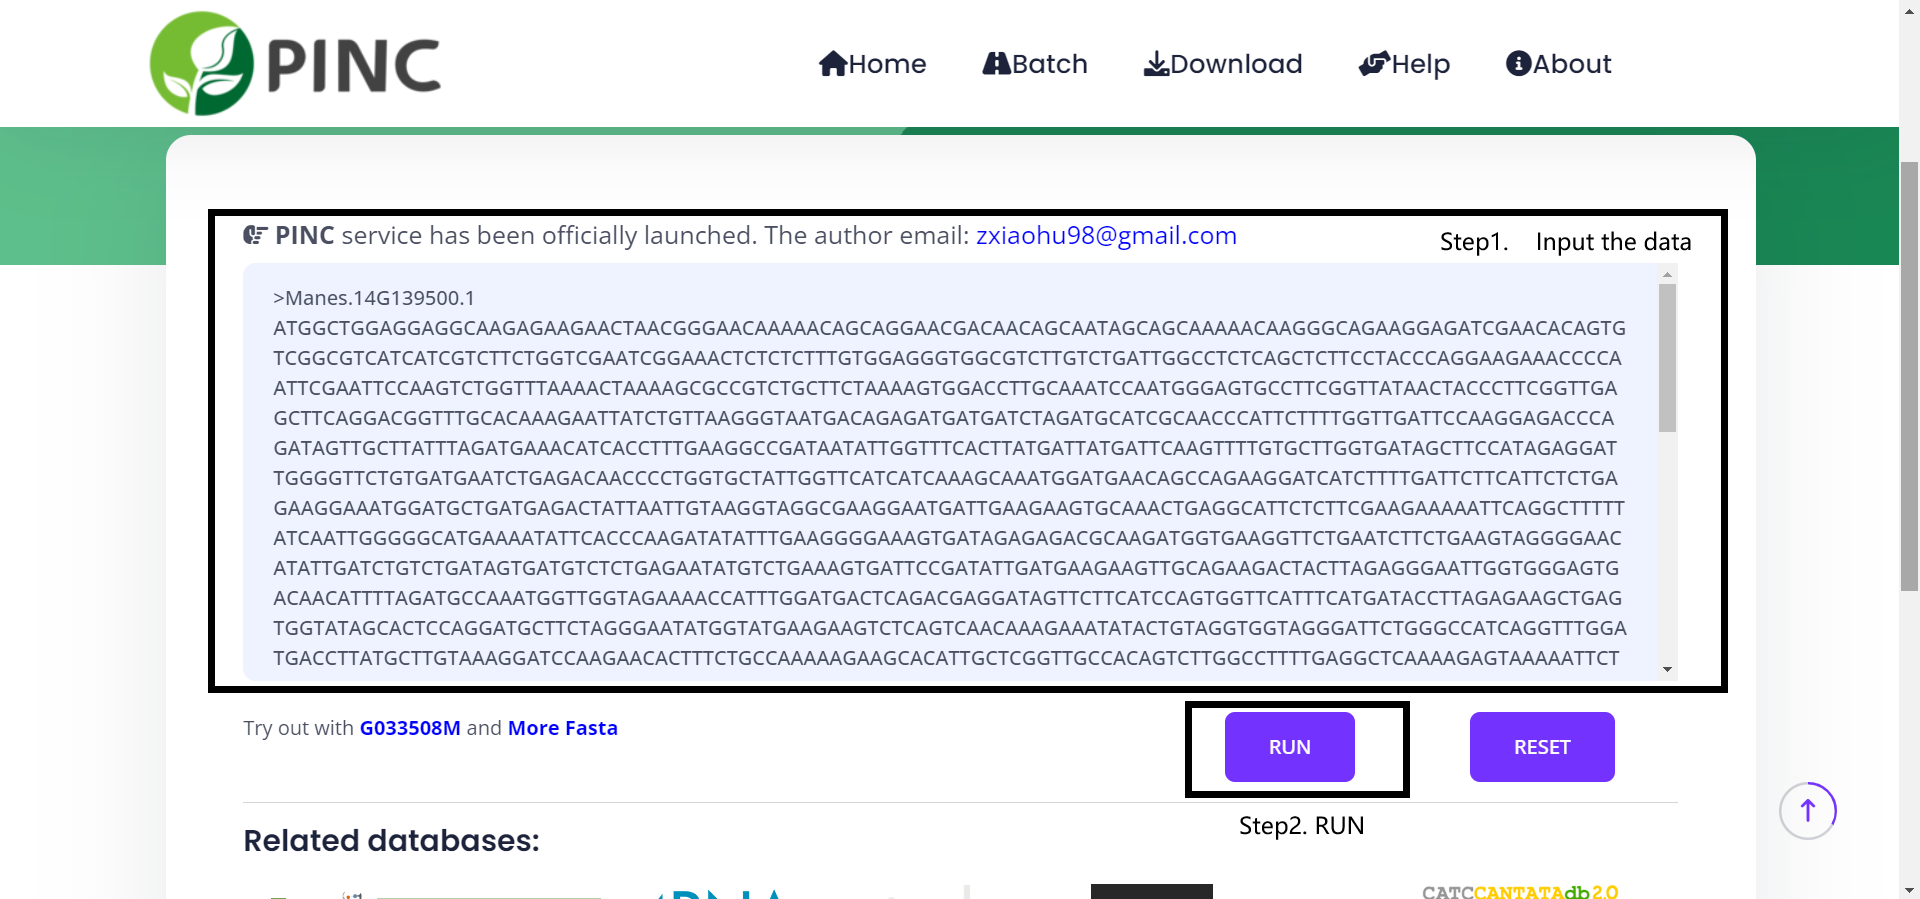 PINC
Home Batch Download Help About
PINC service has been officially launched. The author email: zxiaohu98@gmail.com
Step1. Input the data
>Manes.14G139500.1
ATGGCTGGAGGAGGCAAGAGAAGAACTAACGGGAACAAAAACAGCAGGAACGACAACAGCAATAGCAGCAAAAACAAGGGCAGAAGGAGATCGAACACAGTG
TCGGCGTCATCATCGTCTTCTGGTCGAATCGGAAACTCTCTCTTTGTGGAGGGTGGCGTCTTGTCTGATTGGCCTCTCAGCTCTTCCTACCCAGGAAGAAACCCCA
ATTCGAATTCCAAGTCTGGTTTAAAACTAAAAGCGCCGTCTGCTTCTAAAAGTGGACCTTGCAAATCCAATGGGAGTGCCTTCGGTTATAACTACCCTTCGGTTGA
GCTTCAGGACGGTTTGCACAAAGAATTATCTGTTAAGGGTAATGACAGAGATGATGATCTAGATGCATCGCAACCCATTCTTTTGGTTGATTCCAAGGAGACCCA
GATAGTTGCTTATTTAGATGAAACATCACCTTTGAAGGCCGATAATATTGGTTTCACTTATGATTATGATTCAAGTTTTGTGCTTGGTGATAGCTTCCATAGAGGAT
TGGGGTTCTGTGATGAATCTGAGACAACCCCTGGTGCTATTGGTTCATCATCAAAGCAAATGGATGAACAGCCAGAAGGATCATCTTTTGATTCTTCATTCTCTGA
GAAGGAAATGGATGCTGATGAGACTATTAATTGTAAGGTAGGCGAAGGAATGATTGAAGAAGTGCAAACTGAGGCATTCTCTTCGAAGAAAAATTCAGGCTTTTT
ATCAATTGGGGGCATGAAAATATTCACCCAAGATATATTTGAAGGGGAAAGTGATAGAGAGACGCAAGATGGTGAAGGTTCTGAATCTTCTGAAGTAGGGGAAC
ATATTGATCTGTCTGATAGTGATGTCTCTGAGAATATGTCTGAAAGTGATTCCGATATTGATGAAGAAGTTGCAGAAGACTACTTAGAGGGAATTGGTGGGAGTG
ACAACATTTTAGATGCCAAATGGTTGGTAGAAAACCATTTGGATGACTCAGACGAGGATAGTTCTTCATCCAGTGGTTCATTTCATGATACCTTAGAGAAGCTGAG
TGGTATAGCACTCCAGGATGCTTCTAGGGAATATGGTATGAAGAAGTCTCAGTCAACAAAGAAATATACTGTAGGTGGTAGGGATTCTGGGCCATCAGGTTTGGA
TGACCTTATGCTTGTAAAGGATCCAAGAACACTTTCTGCCAAAAAGAAGCACATTGCTCGGTTGCCACAGTCTTGGCCTTTTGAGGCTCAAAAGAGTAAAAATTCT
Try out with G033508M and More Fasta
RUN
RESET
Step2. RUN
Related databases:
CATCCANTATAdb 2.0